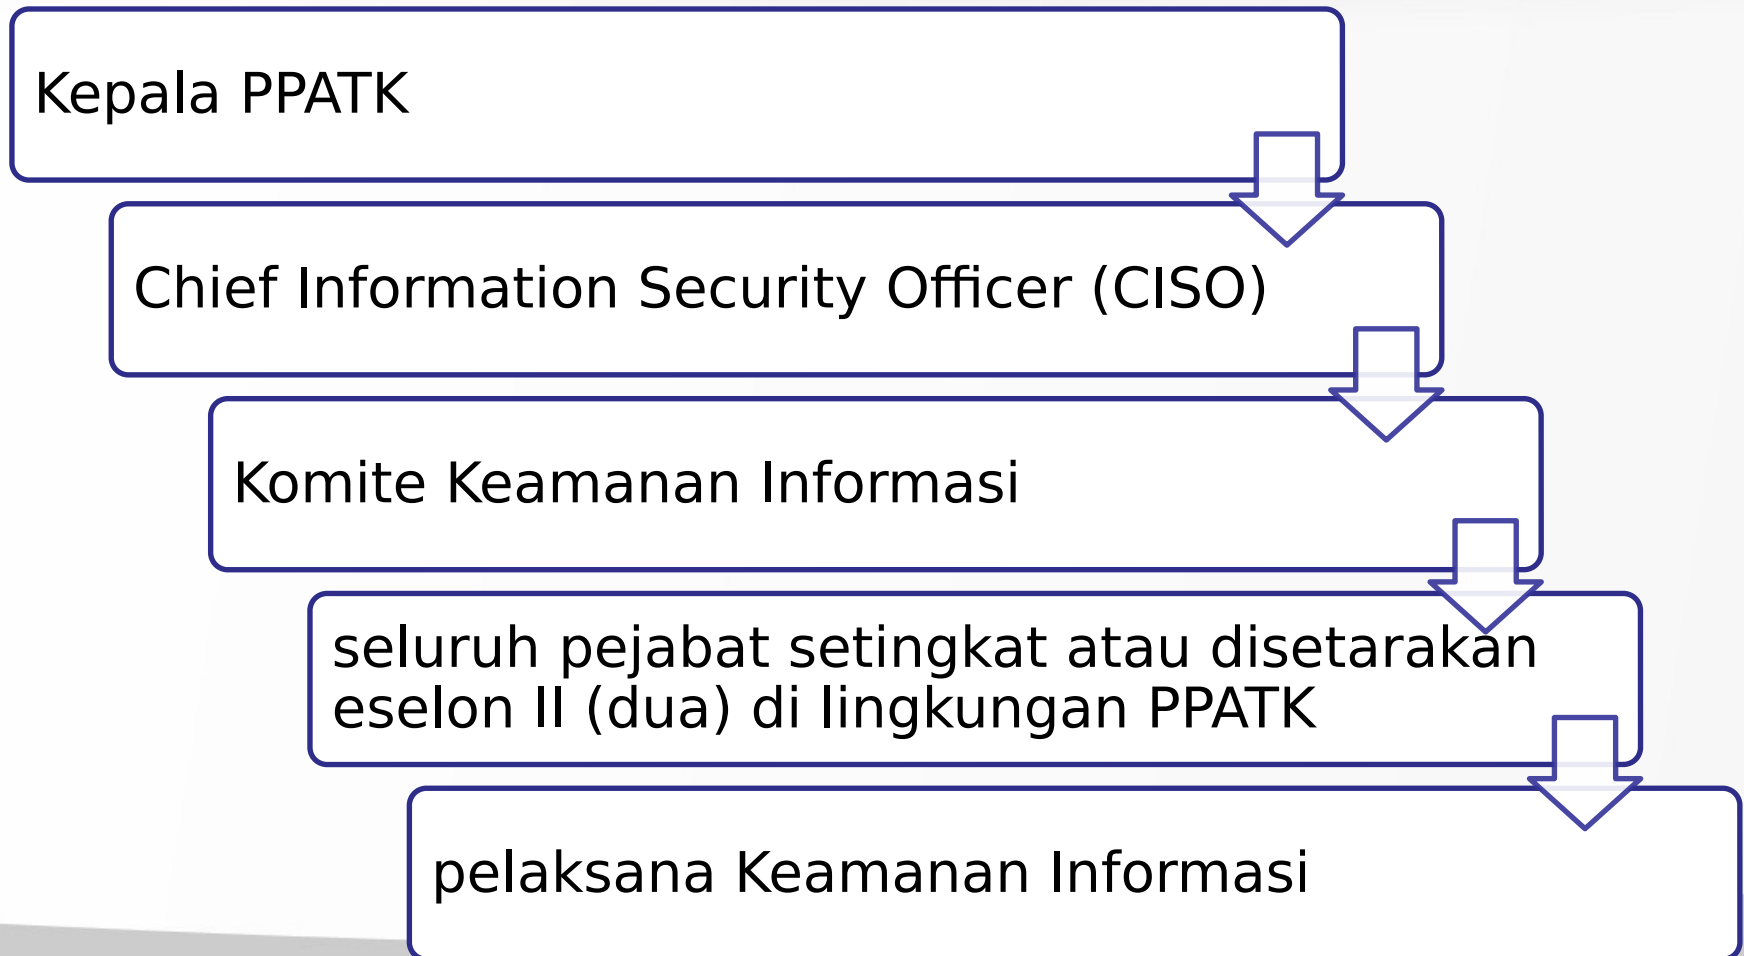 Kepala PPATK
Chief Information Security Officer (CISO)
Komite Keamanan Informasi
seluruh pejabat setingkat atau disetarakan
eselon II (dua) di lingkungan PPATK
pelaksana Keamanan Informasi